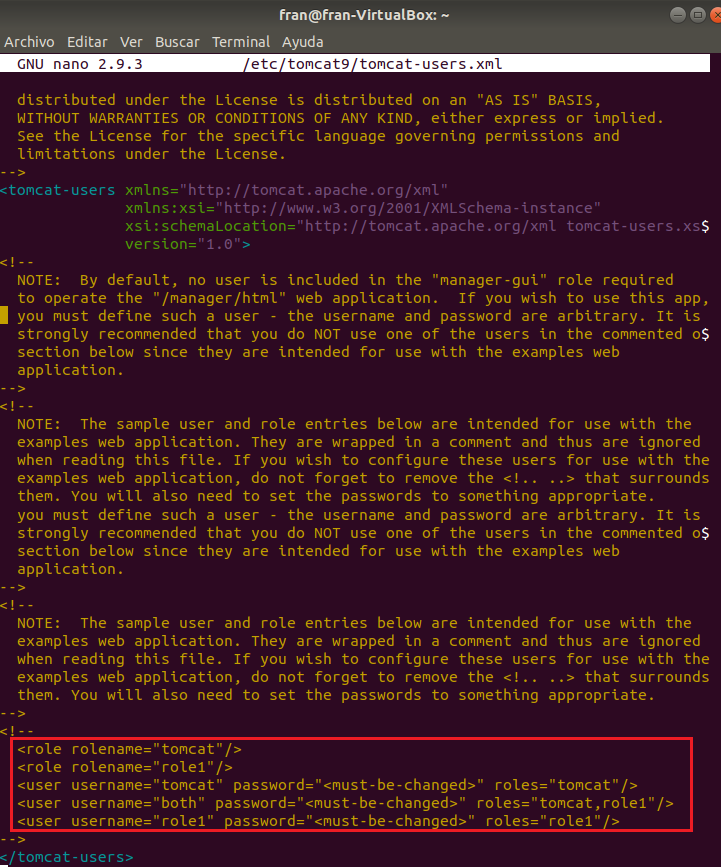 fran@fran-VirtualBox: ~
Archivo Editar Ver Buscar Terminal Ayuda
GNU nano 2.9.3 /etc/tomcat9/tomcat-users.xml
distributed under the License is distributed on an "AS IS" BASIS,
WITHOUT WARRANTIES OR CONDITIONS OF ANY KIND, either express or implied.
See the License for the specific language governing permissions and
limitations under the License.
-->
<tomcat-users xmlns="http://tomcat.apache.org/xml"
xmlns:xsi="http://www.w3.org/2001/XMLSchema-instance"
xsi:schemaLocation="http://tomcat.apache.org/xml tomcat-users.xs$
version="1.0">
<!--
NOTE:  By default, no user is included in the "manager-gui" role required
to operate the "/manager/html" web application.  If you wish to use this app,
you must define such a user - the username and password are arbitrary. It is
strongly recommended that you do NOT use one of the users in the commented o$
section below since they are intended for use with the examples web
application.
-->
<!--
NOTE:  The sample user and role entries below are intended for use with the
examples web application. They are wrapped in a comment and thus are ignored
when reading this file. If you wish to configure these users for use with the
examples web application, do not forget to remove the <!.. ..> that surrounds
them. You will also need to set the passwords to something appropriate.
you must define such a user - the username and password are arbitrary. It is
strongly recommended that you do NOT use one of the users in the commented o$
section below since they are intended for use with the examples web
application.
-->
<!--
NOTE:  The sample user and role entries below are intended for use with the
examples web application. They are wrapped in a comment and thus are ignored
when reading this file. If you wish to configure these users for use with the
examples web application, do not forget to remove the <!.. ..> that surrounds
them. You will also need to set the passwords to something appropriate.
-->
<!--
<role rolename="tomcat"/>
<role rolename="role1"/>
<user username="tomcat" password="<must-be-changed>" roles="tomcat"/>
<user username="both" password="<must-be-changed>" roles="tomcat,role1"/>
<user username="role1" password="<must-be-changed>" roles="role1"/>
-->
</tomcat-users>